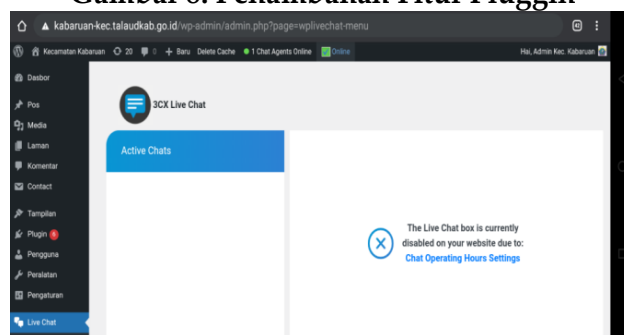 Gambar 6. Penambahan Fitur Pluggin
kabaruan-kec.talaudkab.go.id/wp-admin/admin.php?page=wplivechat-menu
Kecamatan Kabaruan 20 0 + Baru Delete Cache 1 Chat Agents Online Online Hai, Admin Kec. Kabaruan
Dasbor
3CX Live Chat
Pos
Media
Active Chats
Laman
Komentar
Contact
Tampilan
Plugin
The Live Chat box is currently
disabled on your website due to:
Chat Operating Hours Settings
Pengguna
Peralatan
Pengaturan
Live Chat